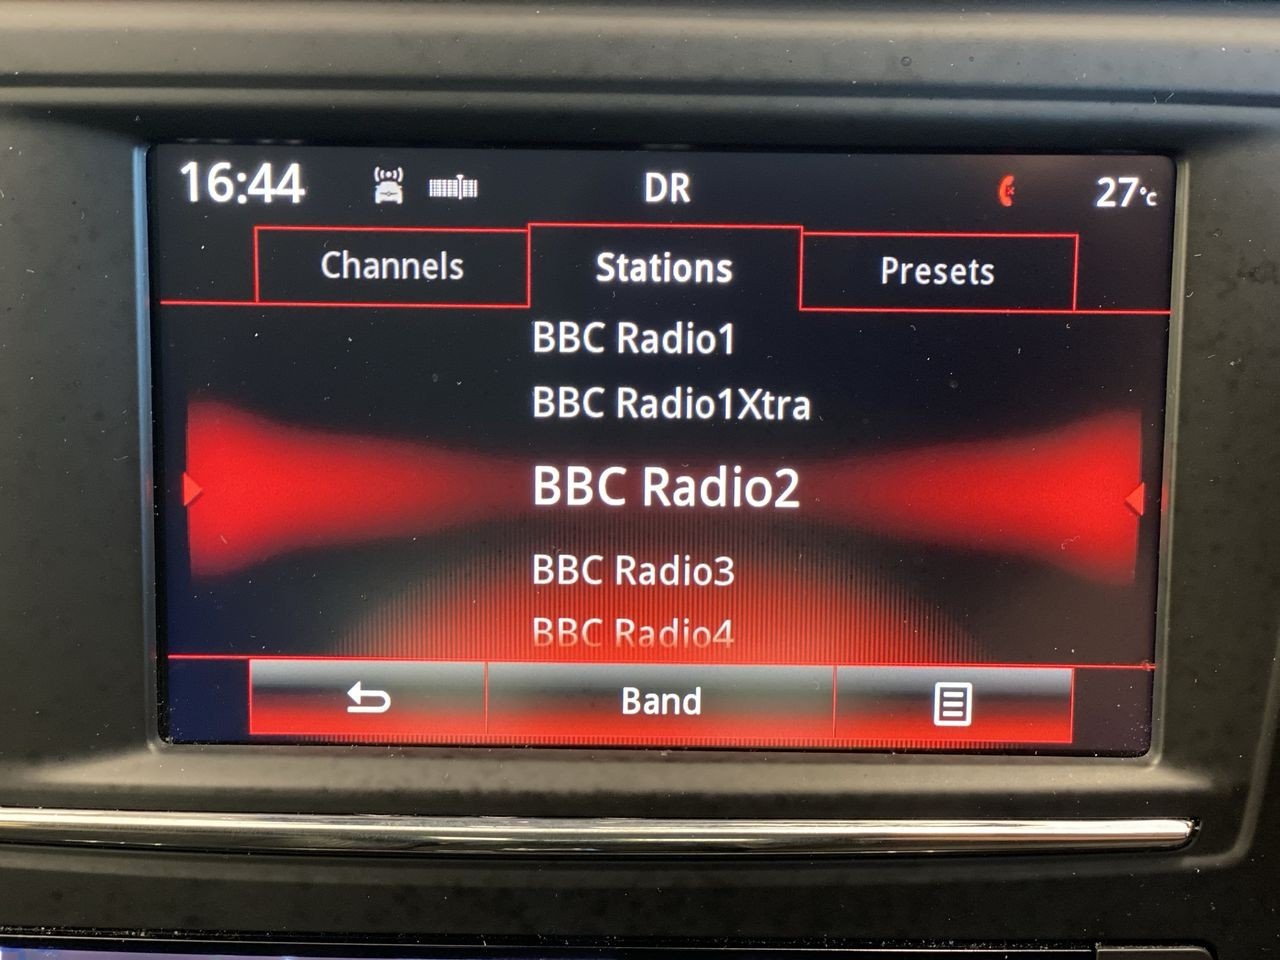 16:44 DR 27°c
Channels Stations Presets
BBC Radio1
BBC Radio1Xtra
BBC Radio2
BBC Radio3
BBC Radio4
Band